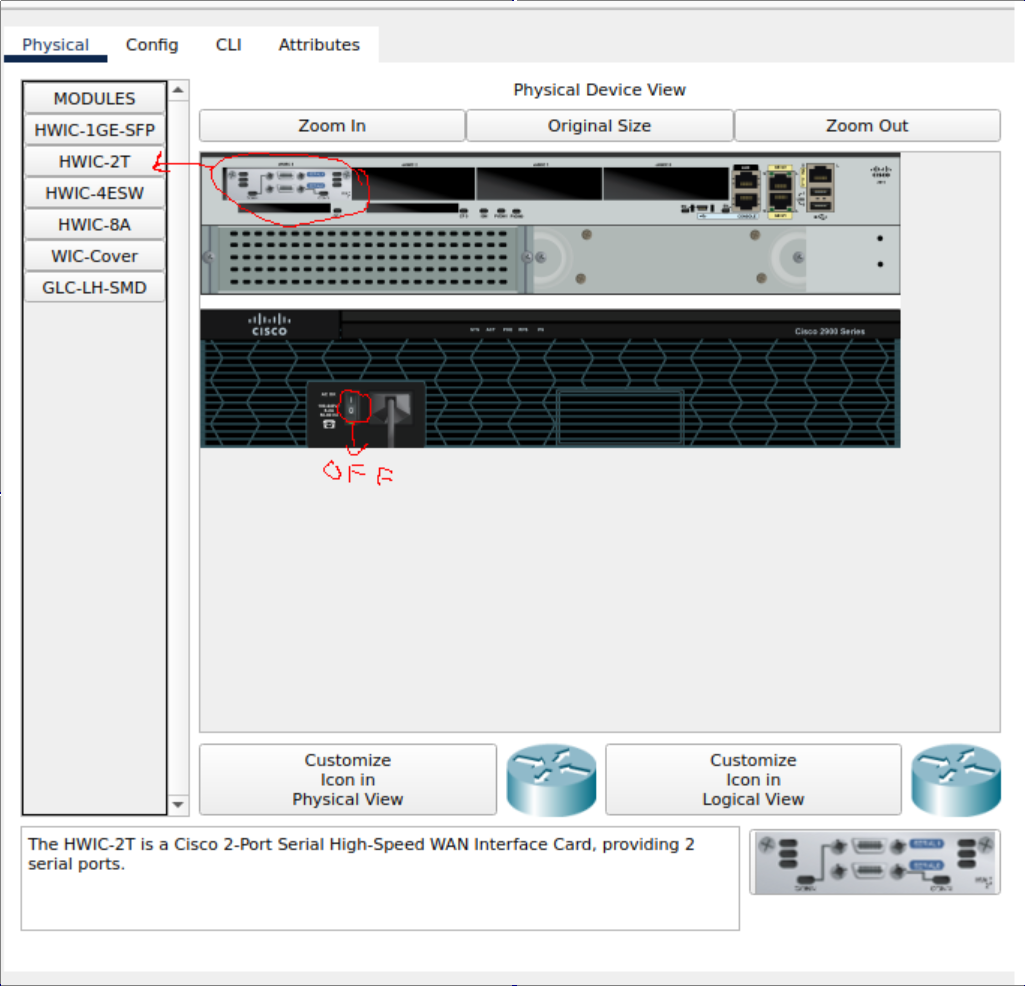 Physical Config CLI Attributes
MODULES
HWIC-1GE-SFP
HWIC-2T
HWIC-4ESW
HWIC-8A
WIC-Cover
GLC-LH-SMD
Physical Device View
Zoom In Original Size Zoom Out
CISCO
CONSOLE
CISCO
Cisco 2900 Series
I
0
OFF
Customize
Icon in
Physical View
Customize
Icon in
Logical View
The HWIC-2T is a Cisco 2-Port Serial High-Speed WAN Interface Card, providing 2
serial ports.